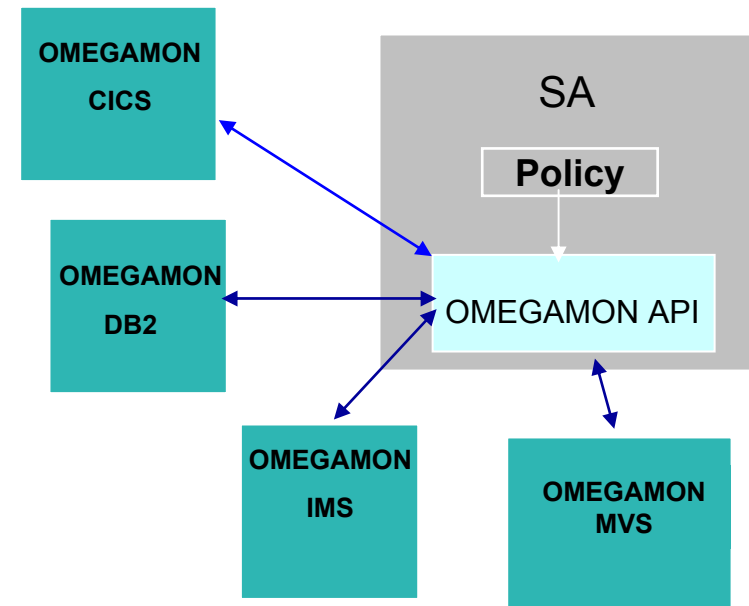 OMEGAMON
CICS
SA
Policy
OMEGAMON
DB2
OMEGAMON API
OMEGAMON
IMS
OMEGAMON
MVS